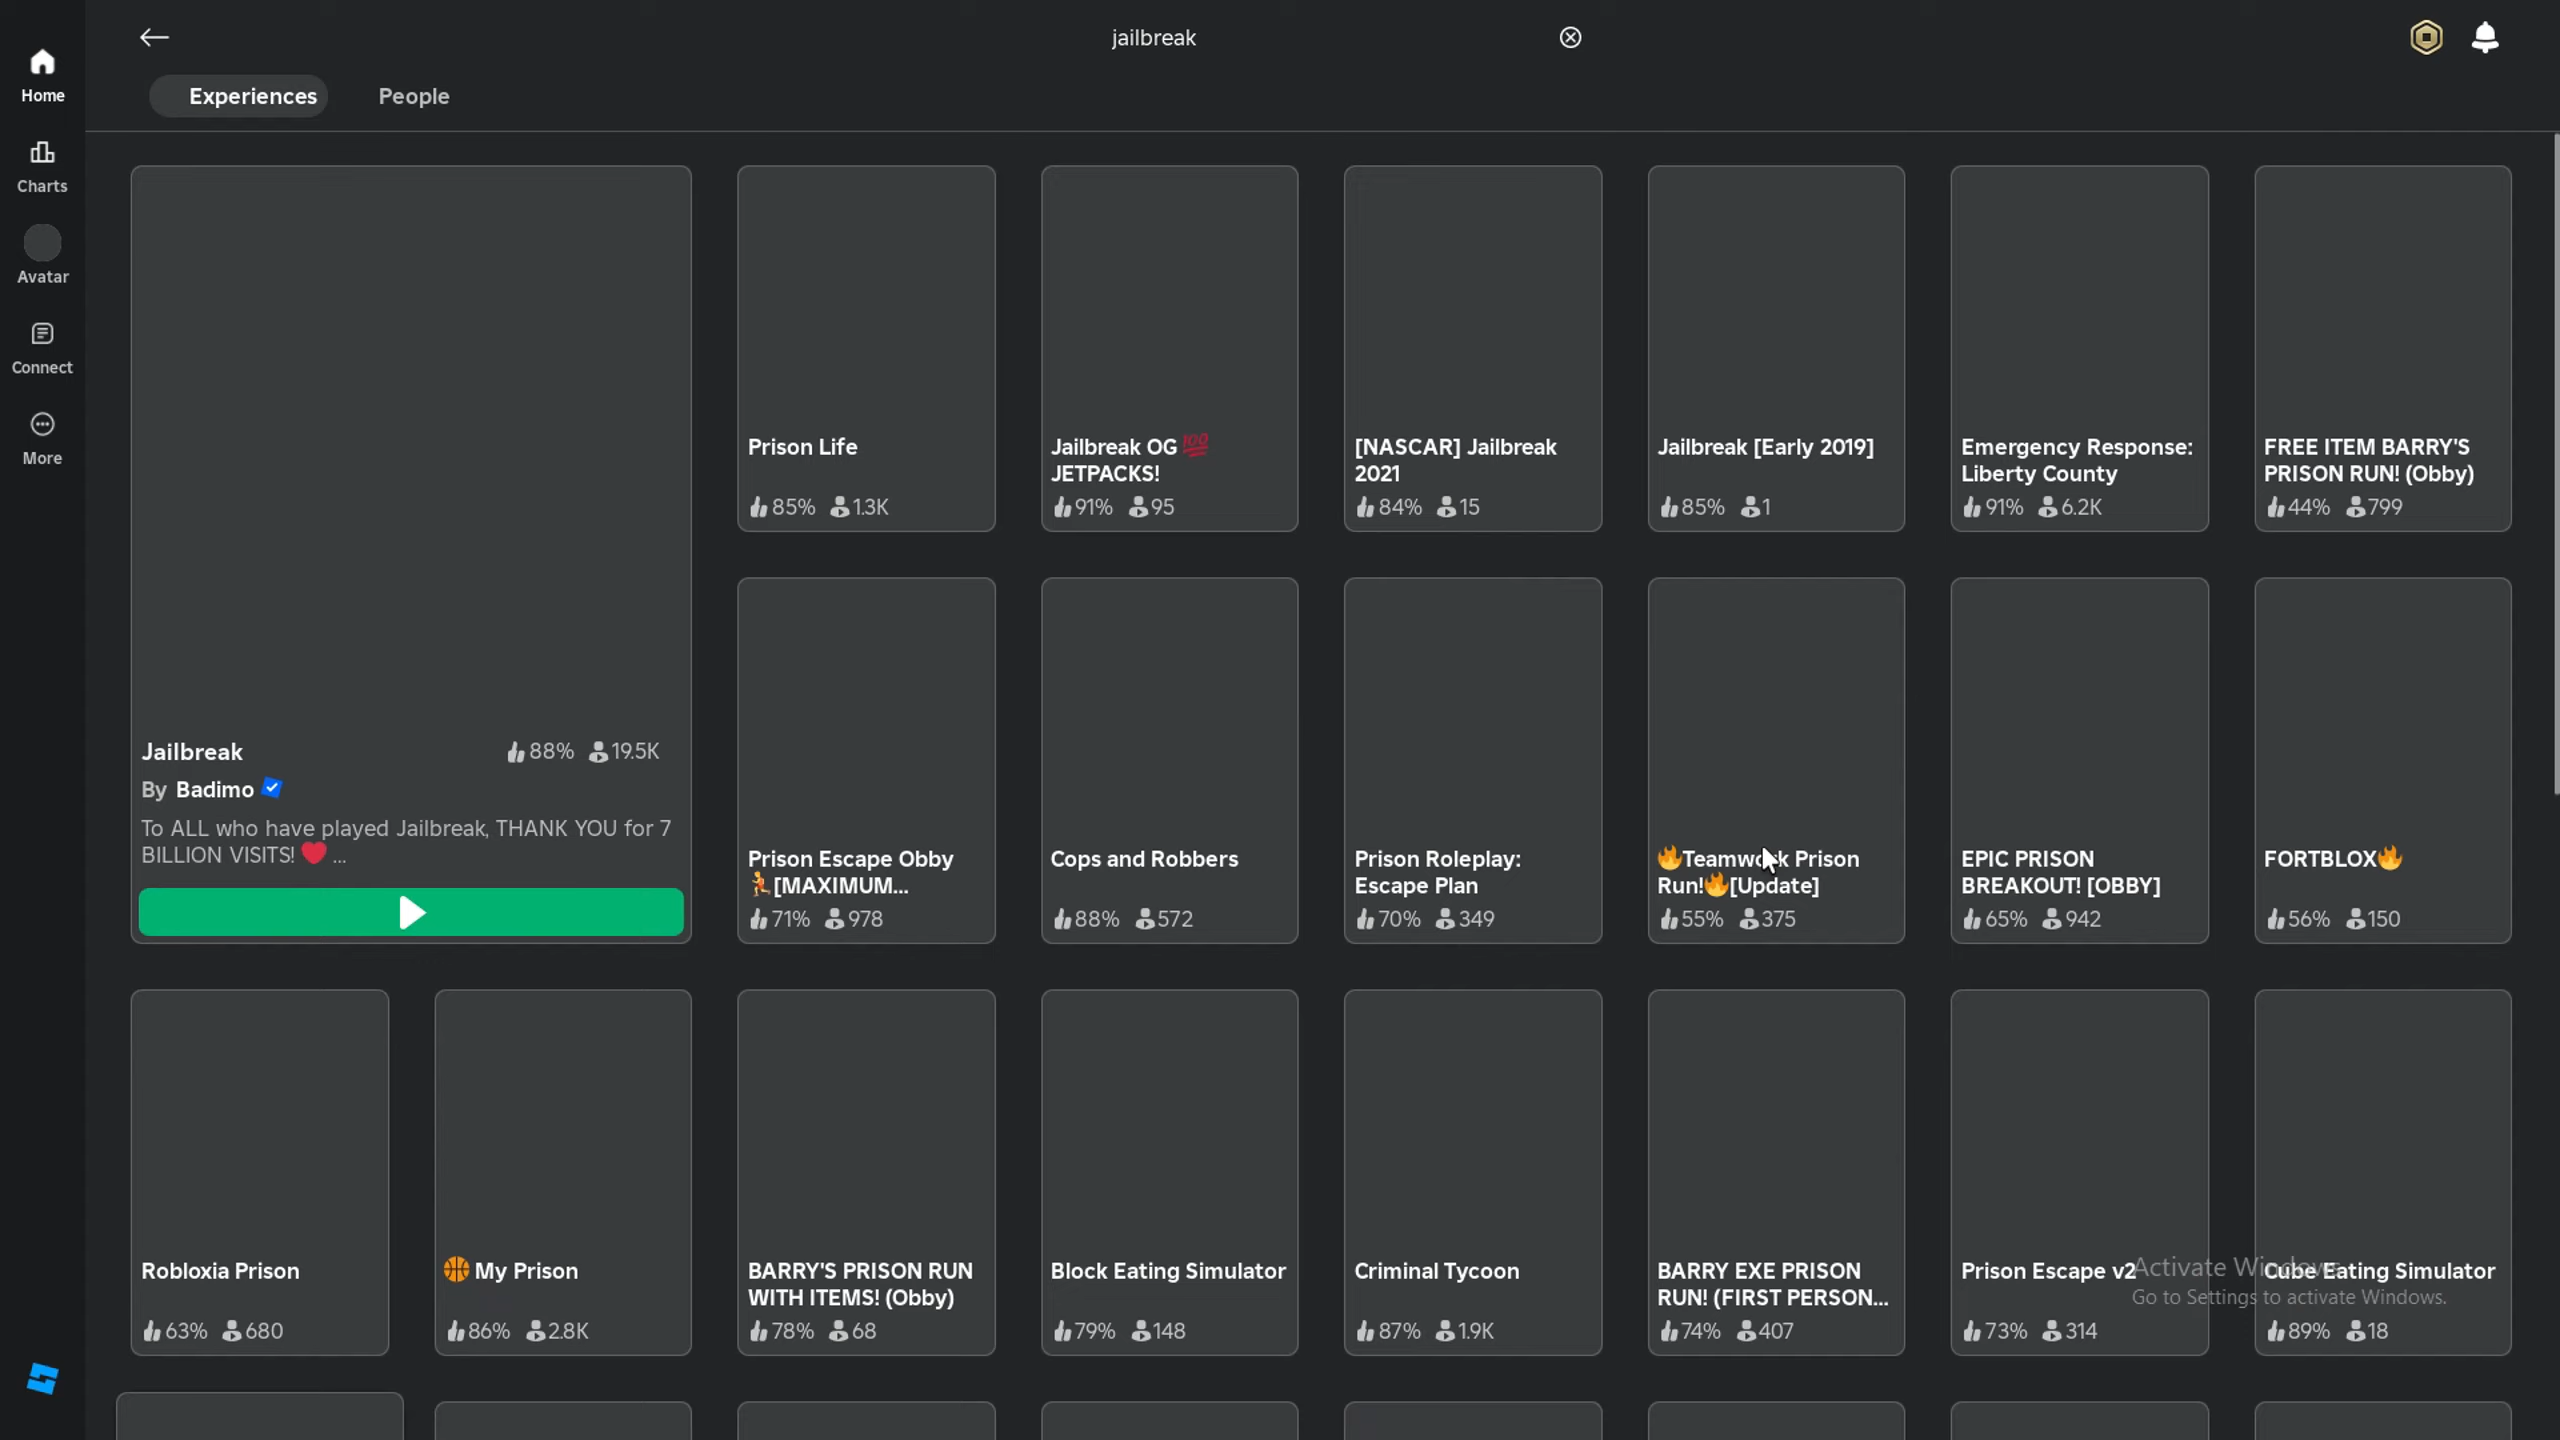 jailbreak
Home
Experiences
People
Charts
Avatar
Connect
More
Jailbreak
88%
19.5K
By Badimo
To ALL who have played Jailbreak, THANK YOU for 7
BILLION VISITS! ❤️ ...
Prison Life
85%
1.3K
Jailbreak OG 💯
JETPACKS!
91%
95
[NASCAR] Jailbreak
2021
84%
15
Jailbreak [Early 2019]
85%
1
Emergency Response:
Liberty County
91%
6.2K
FREE ITEM BARRY'S
PRISON RUN! (Obby)
44%
799
Prison Escape Obby
🏃[MAXIMUM...
71%
978
Cops and Robbers
88%
572
Prison Roleplay:
Escape Plan
70%
349
🔥Teamwork Prison
Run!🔥[Update]
55%
375
EPIC PRISON
BREAKOUT! [OBBY]
65%
942
FORTBLOX🔥
56%
150
Robloxia Prison
63%
680
🏀 My Prison
86%
2.8K
BARRY'S PRISON RUN
WITH ITEMS! (Obby)
78%
68
Block Eating Simulator
79%
148
Criminal Tycoon
87%
1.9K
BARRY EXE PRISON
RUN! (FIRST PERSON...
74%
407
Prison Escape v2
73%
314
Cube Eating Simulator
89%
18
Activate Windows
Go to Settings to activate Windows.